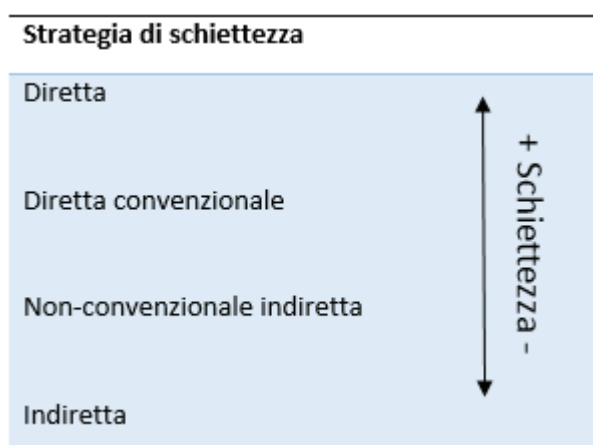 Strategia di schiettezza
Diretta
Diretta convenzionale
Non-convenzionale indiretta
Indiretta
+ Schiettezza -